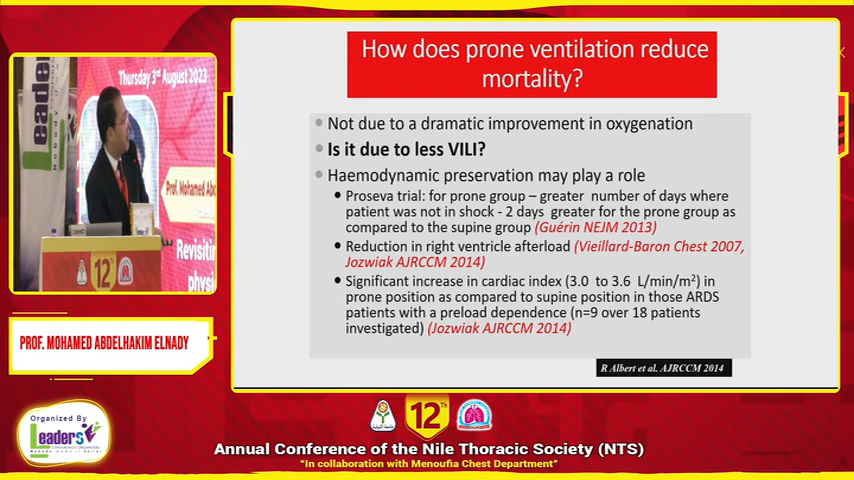 Thursday 3rd August 2023
Leader
Prof. Mohamed Abd
Revisiti
physi
12
PROF. MOHAMED ABDELHAKIM ELNADY
How does prone ventilation reduce
mortality?
Not due to a dramatic improvement in oxygenation
Is it due to less VILI?
Haemodynamic preservation may play a role
Proseva trial: for prone group – greater number of days where
patient was not in shock - 2 days greater for the prone group as
compared to the supine group (Guérin NEJM 2013)
Reduction in right ventricle afterload (Vieillard-Baron Chest 2007,
Jozwiak AJRCCM 2014)
Significant increase in cardiac index (3.0 to 3.6 L/min/m²) in
prone position as compared to supine position in those ARDS
patients with a preload dependence (n=9 over 18 patients
investigated) (Jozwiak AJRCCM 2014)
R Albert et al. AJRCCM 2014
Organized By
Leaders
12TH
Annual Conference of the Nile Thoracic Society (NTS)
"In collaboration with Menoufia Chest Department"